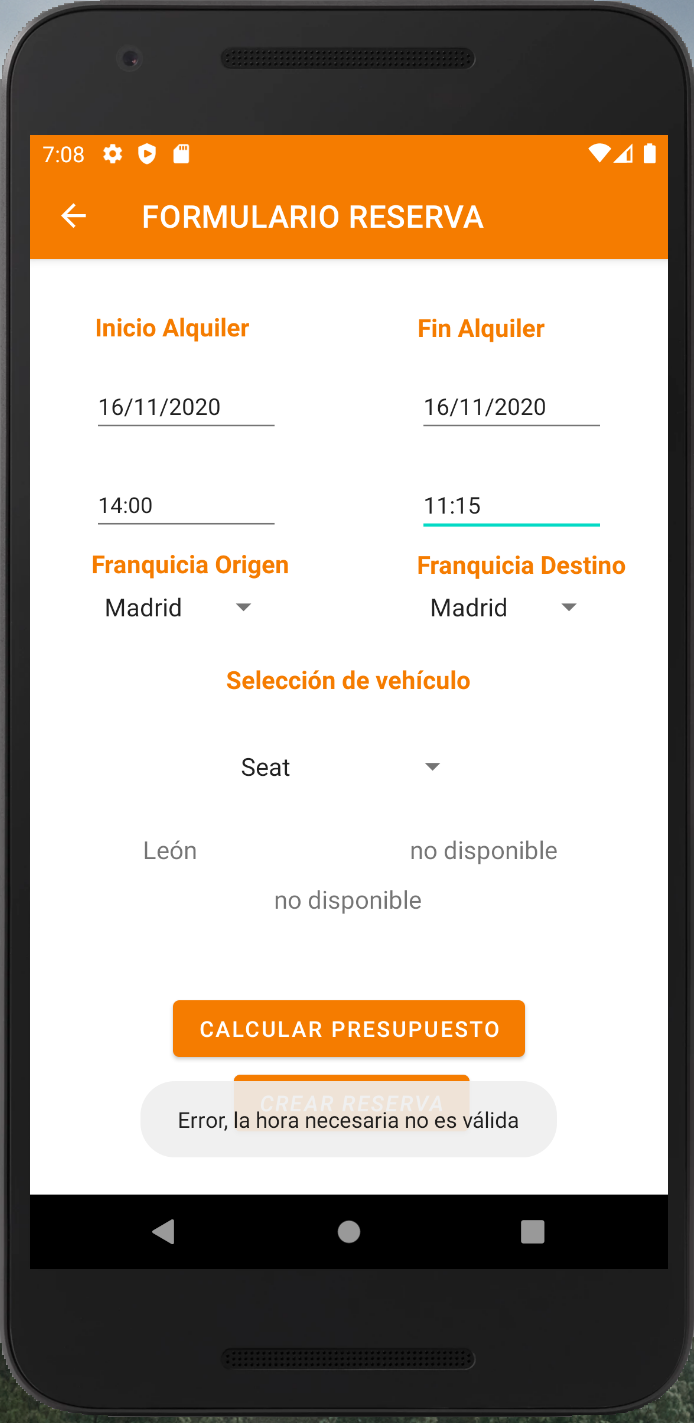 7:08
FORMULARIO RESERVA
Inicio Alquiler
Fin Alquiler
16/11/2020
16/11/2020
14:00
11:15
Franquicia Origen
Franquicia Destino
Madrid
Madrid
Selección de vehículo
Seat
León
no disponible
no disponible
CALCULAR PRESUPUESTO
CREAR RESERVA
Error, la hora necesaria no es válida